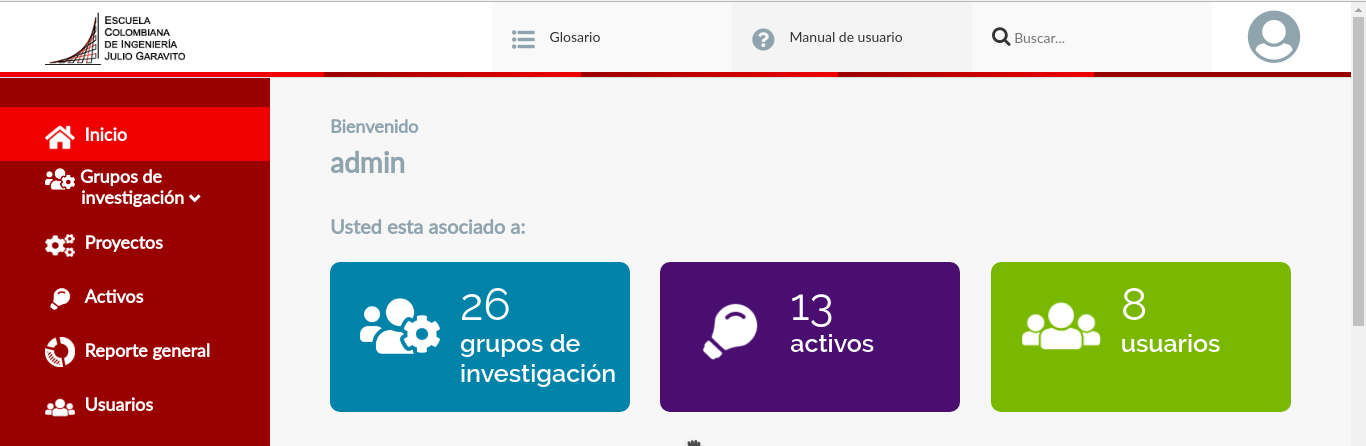 ESCUELA
COLOMBIANA
DE INGENIERÍA
JULIO GARAVITO
Glosario
Manual de usuario
Buscar...
Inicio
Grupos de
investigación
Proyectos
Activos
Reporte general
Usuarios
Bienvenido
admin
Usted esta asociado a:
26
grupos de
investigación
13
activos
8
usuarios